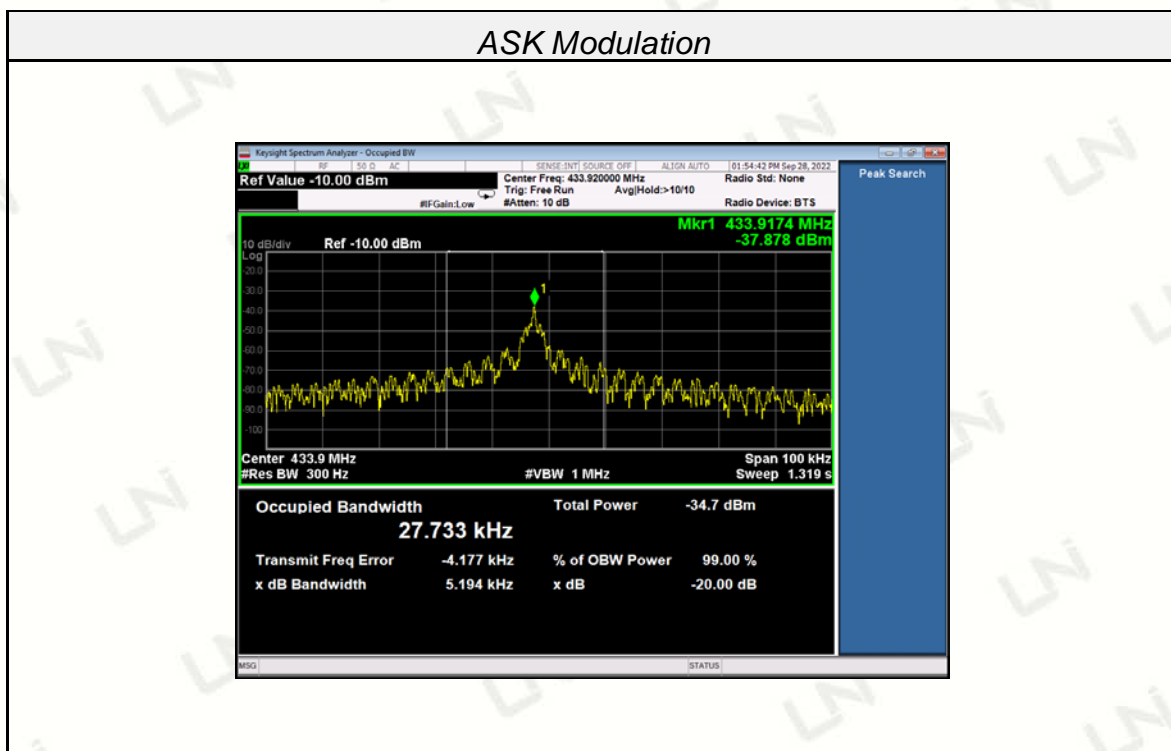 ASK Modulation
Keysight Spectrum Analyzer - Occupied BW
RF 50 Ω AC SENSE:INT SOURCE OFF ALIGN AUTO 01:54:42 PM Sep 28, 2022
Ref Value -10.00 dBm Center Freq: 433.920000 MHz Radio Std: None
Trig: Free Run Avg|Hold:>10/10
#IFGain:Low #Atten: 10 dB Radio Device: BTS
Peak Search
Mkr1 433.9174 MHz
10 dB/div Ref -10.00 dBm -37.878 dBm
Log
-20.0
-30.0
1
-40.0
-50.0
-60.0
-70.0
-80.0
-90.0
-100
Center 433.9 MHz Span 100 kHz
#Res BW 300 Hz #VBW 1 MHz Sweep 1.319 s
Occupied Bandwidth Total Power -34.7 dBm
27.733 kHz
Transmit Freq Error -4.177 kHz % of OBW Power 99.00 %
x dB Bandwidth 5.194 kHz x dB -20.00 dB
MSG STATUS